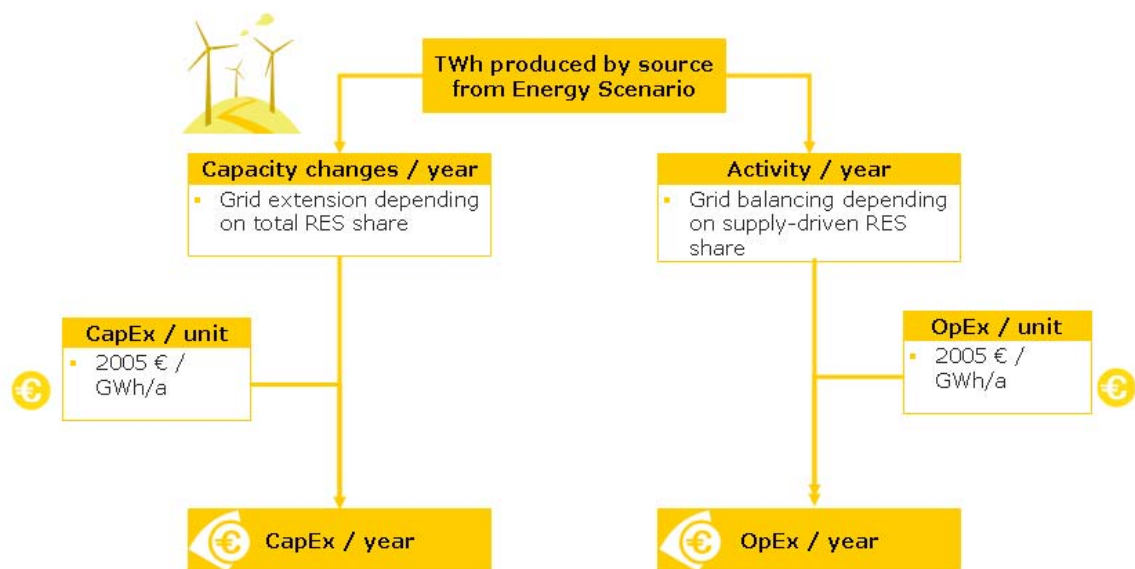 TWh produced by source
from Energy Scenario
Capacity changes / year
▪ Grid extension depending
on total RES share
Activity / year
▪ Grid balancing depending
on supply-driven RES
share
CapEx / unit
▪ 2005 € /
GWh/a
OpEx / unit
▪ 2005 € /
GWh/a
€
€
€ CapEx / year
€ OpEx / year